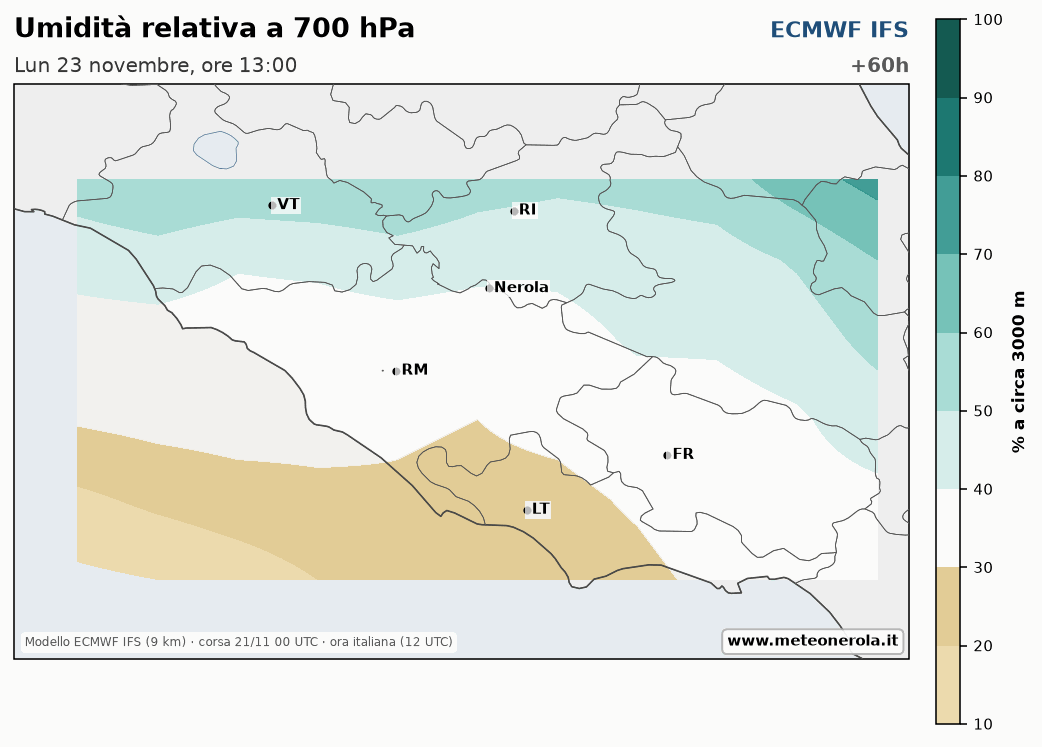 Umidità relativa a 700 hPa
ECMWF IFS
Lun 23 novembre, ore 13:00
+60h
100
90
80
70
60
50
40
30
20
10
% a circa 3000 m
VT
RI
Nerola
RM
FR
LT
Modello ECMWF IFS (9 km) · corsa 21/11 00 UTC · ora italiana (12 UTC)
www.meteonerola.it